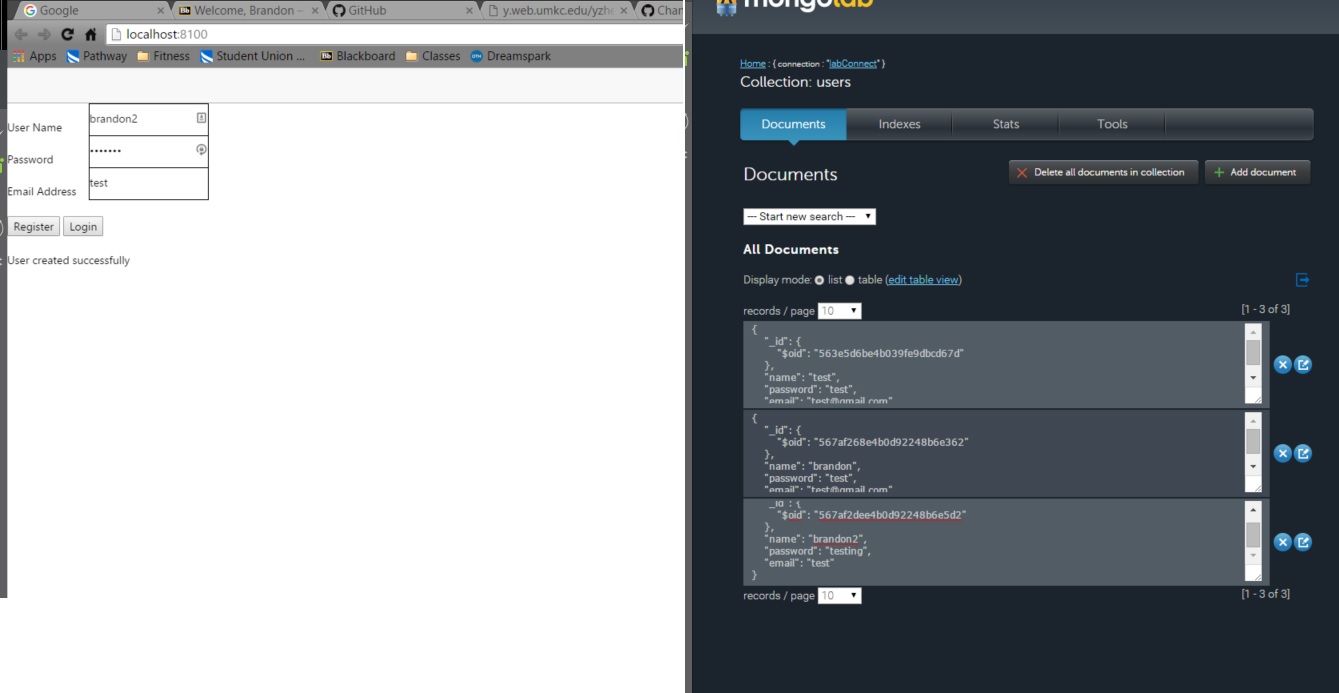 Google
Welcome, Brandon –
GitHub
y.web.umkc.edu/yzh
Chan
localhost:8100
Apps Pathway Fitness Student Union ... Bb Blackboard Classes Dreamspark
User Name brandon2
Password •••••••
Email Address test
Register Login
User created successfully
mongolab
Home : { connection : "labConnect" }
Collection: users
Documents Indexes Stats Tools
Documents
Delete all documents in collection
Add document
--- Start new search ---
All Documents
Display mode: list table (edit table view)
records / page 10 [1 - 3 of 3]
{
"_id": {
"$oid": "563e5d6be4b039fe9dbcd67d"
},
"name": "test",
"password": "test",
"email": "test@gmail.com"
{
"_id": {
"$oid": "567af268e4b0d92248b6e362"
},
"name": "brandon",
"password": "test",
"email": "test@gmail.com"
"_id": {
"$oid": "567af2dee4b0d92248b6e5d2"
},
"name": "brandon2",
"password": "testing",
"email": "test"
}
records / page 10 [1 - 3 of 3]